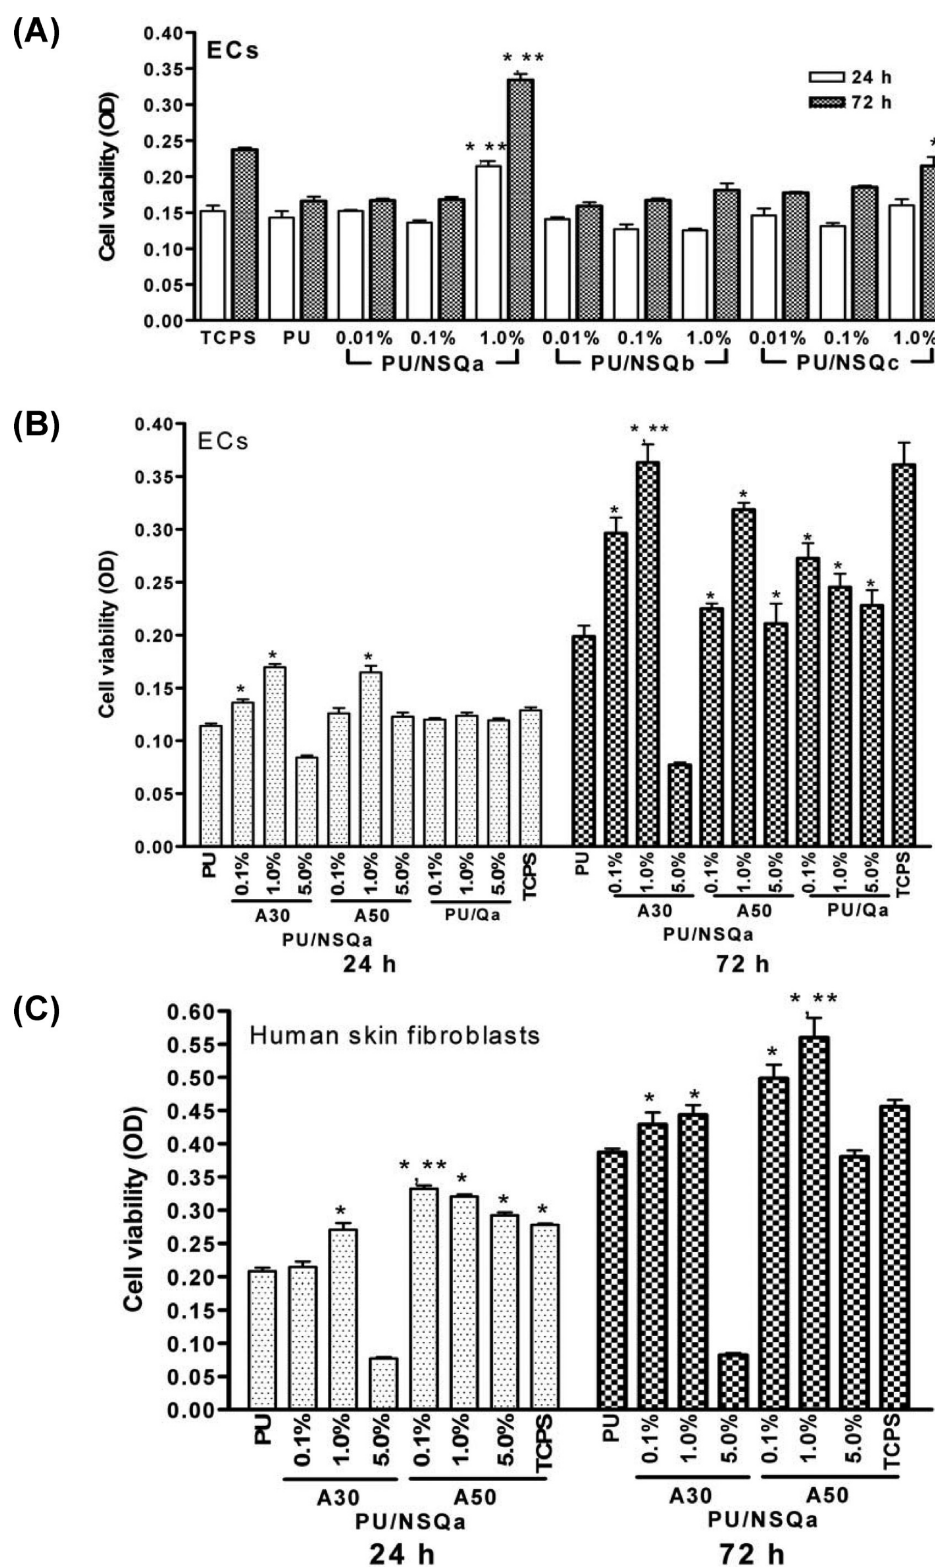 (A)
ECs
* **
* **
*
24 h
72 h
Cell viability (OD)
0.40
0.35
0.30
0.25
0.20
0.15
0.10
0.05
0.00
TCPS PU 0.01% 0.1% 1.0% 0.01% 0.1% 1.0% 0.01% 0.1% 1.0%
PU/NSQa PU/NSQb PU/NSQc
(B)
ECs
* , **
* * * * * * * * *
Cell viability (OD)
0.40
0.35
0.30
0.25
0.20
0.15
0.10
0.05
0.00
PU 0.1% 1.0% 5.0% 0.1% 1.0% 5.0% 0.1% 1.0% 5.0% TCPS PU 0.1% 1.0% 5.0% 0.1% 1.0% 5.0% 0.1% 1.0% 5.0% TCPS
A30 A50 PU/Qa A30 A50 PU/Qa
PU/NSQa PU/NSQa
24 h 72 h
(C)
Human skin fibroblasts
* , **
* * *
* , **
* * * *
Cell viability (OD)
0.60
0.55
0.50
0.45
0.40
0.35
0.30
0.25
0.20
0.15
0.10
0.05
0.00
PU 0.1% 1.0% 5.0% 0.1% 1.0% 5.0% TCPS PU 0.1% 1.0% 5.0% 0.1% 1.0% 5.0% TCPS
A30 A50 A30 A50
PU/NSQa PU/NSQa
24 h 72 h